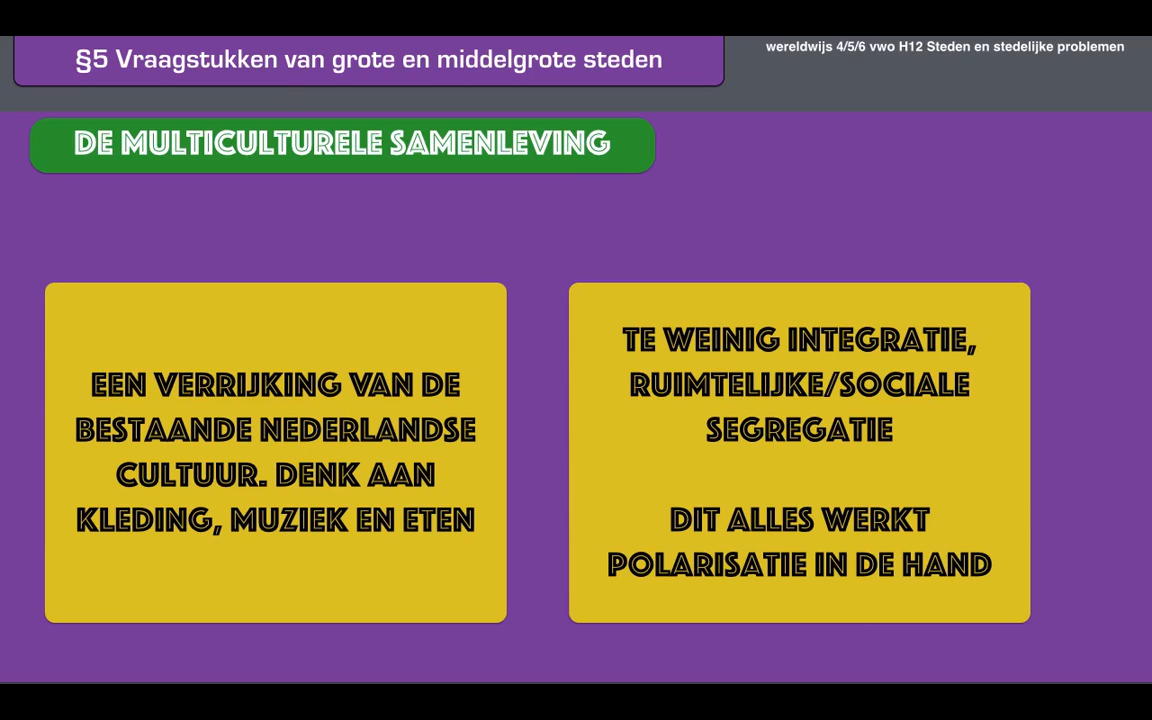 §5 Vraagstukken van grote en middelgrote steden
wereldwijs 4/5/6 vwo H12 Steden en stedelijke problemen
DE MULTICULTURELE SAMENLEVING
EEN VERRIJKING VAN DE
BESTAANDE NEDERLANDSE
CULTUUR. DENK AAN
KLEDING, MUZIEK EN ETEN
TE WEINIG INTEGRATIE,
RUIMTELIJKE/SOCIALE
SEGREGATIE
DIT ALLES WERKT
POLARISATIE IN DE HAND